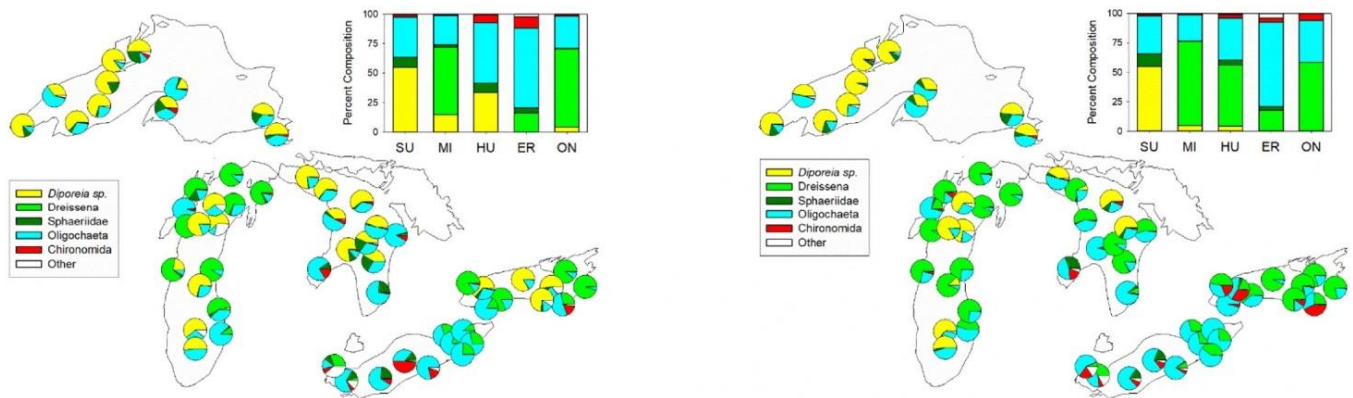 100
75
50
25
0
Percent Composition
SU MI HU ER ON
Diporeia sp.
Dreissena
Sphaeriidae
Oligochaeta
Chironomida
Other
100
75
50
25
0
Percent Composition
SU MI HU ER ON
Diporeia sp.
Dreissena
Sphaeriidae
Oligochaeta
Chironomida
Other